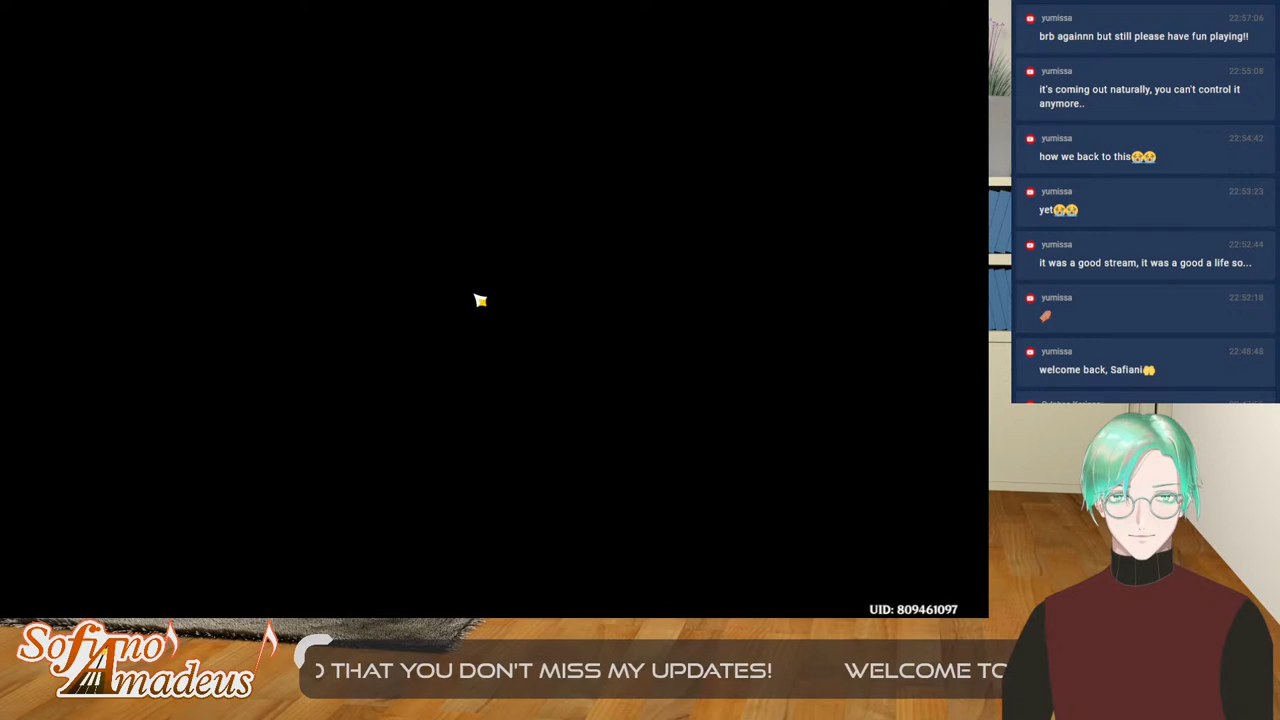 yumissa 22:57:06
brb againnn but still please have fun playing!!
yumissa 22:55:08
it's coming out naturally, you can't control it
anymore..
yumissa 22:54:42
how we back to this😭😭
yumissa 22:53:23
yet😭😭
yumissa 22:52:44
it was a good stream, it was a good a life so...
yumissa 22:52:18
yumissa 22:48:48
welcome back, Safiani🤲
UID: 809461097
Sofiano
Amadeus
O THAT YOU DON'T MISS MY UPDATES! WELCOME TO